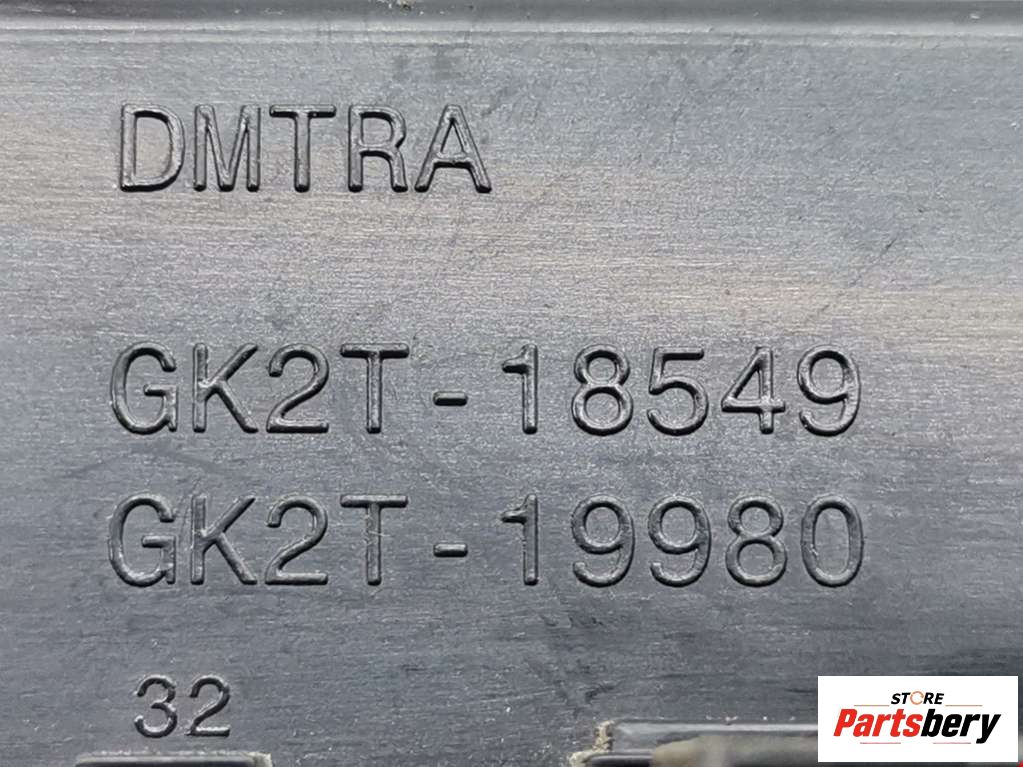 DMTRA
GK2T-18549
GK2T-19980
32
STORE
Partsbery